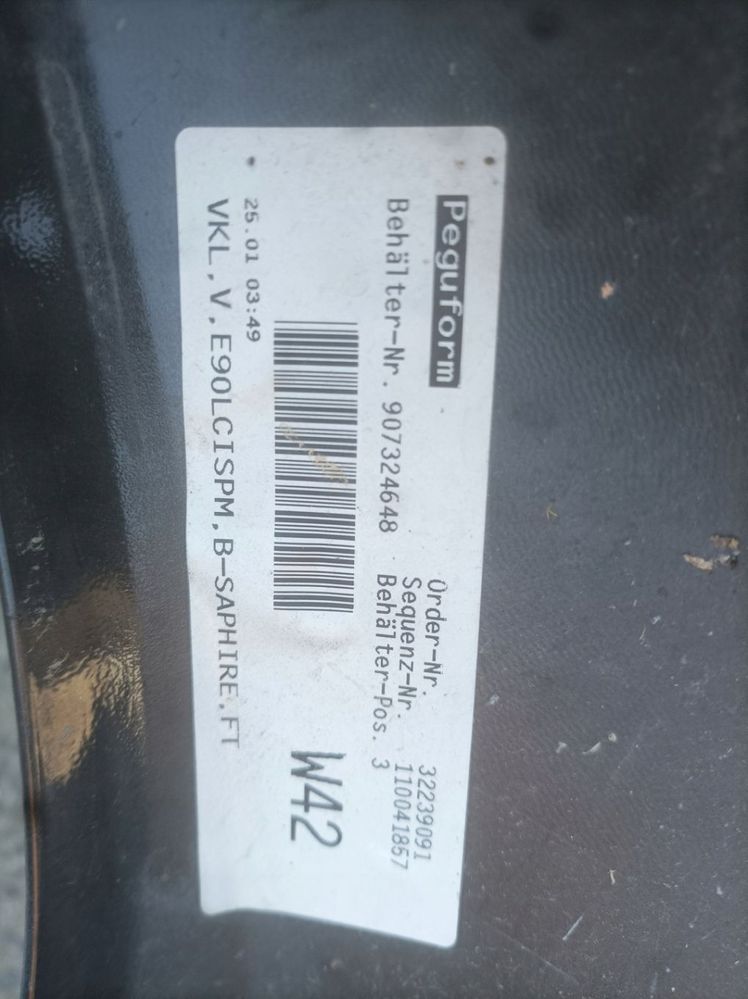 Peguform
Order-Nr. 32239091
Sequenz-Nr. 110041857
Behälter-Nr. 907324648 Behälter-Pos. 3
W42
25.01 03:49
VKL,V,E90LCISPM,B-SAPHIRE,FT